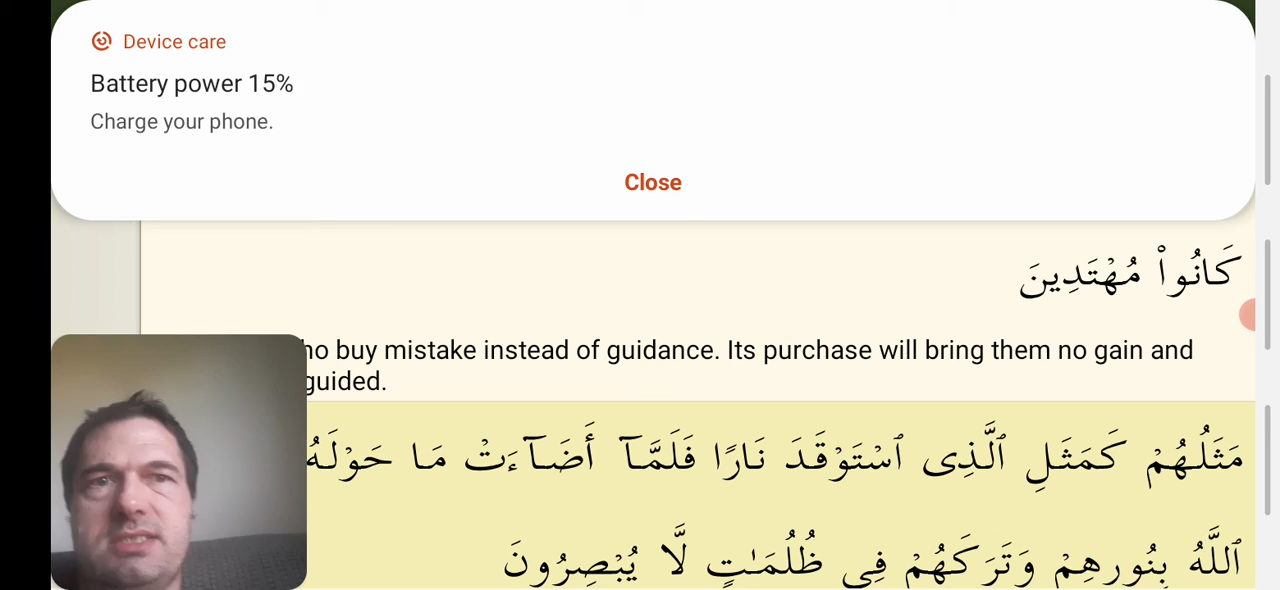 Device care
Battery power 15%
Charge your phone.
Close
كَانُوا۟ مُهْتَدِينَ
ho buy mistake instead of guidance. Its purchase will bring them no gain and
guided.
مَثَلُهُمْ كَمَثَلِ ٱلَّذِى ٱسْتَوْقَدَ نَارًا فَلَمَّآ أَضَآءَتْ مَا حَوْلَهُ
ٱللَّهُ بِنُورِهِمْ وَتَرَكَهُمْ فِى ظُلُمَـٰتٍ لَّا يُبْصِرُونَ